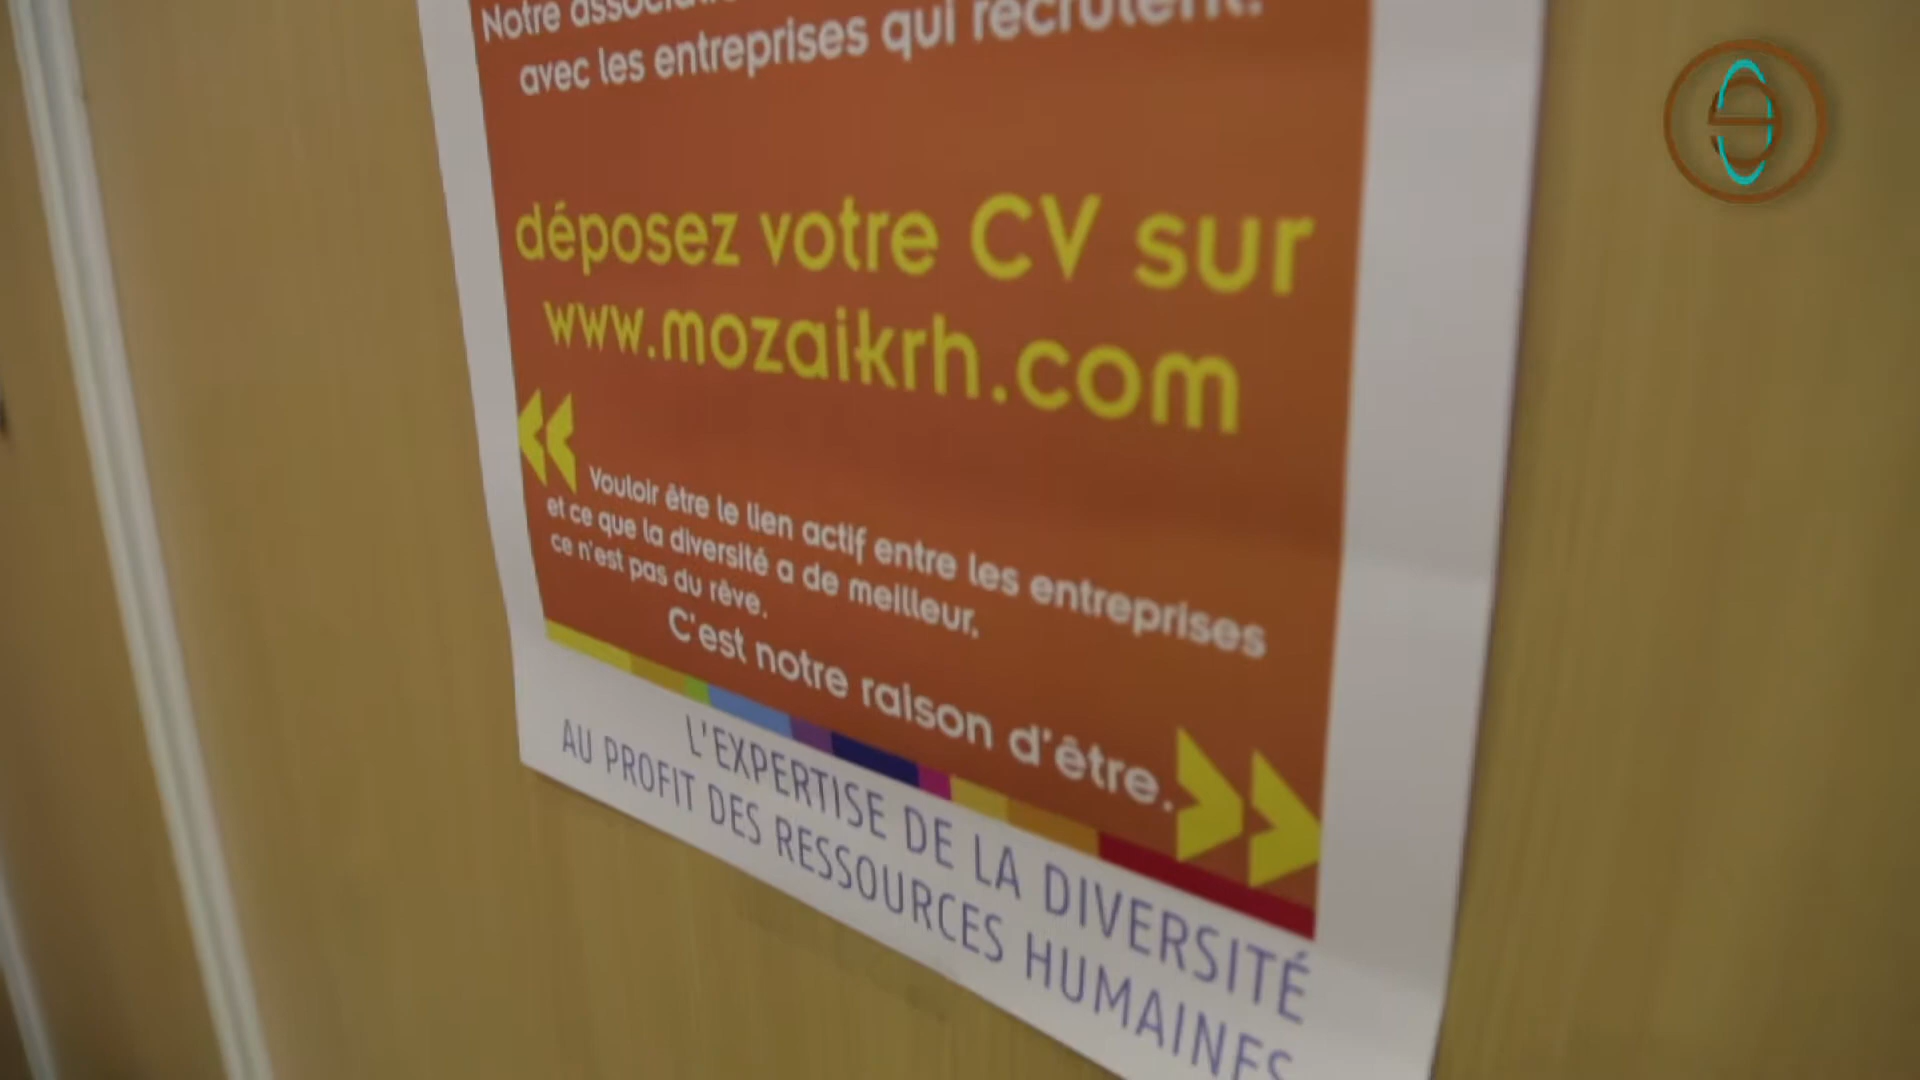 Notre
avec les entreprises qui recrutent.
déposez votre CV sur
www.mozaikrh.com
« Vouloir être le lien actif entre les entreprises
et ce que la diversité a de meilleur,
ce n'est pas du rêve.
C'est notre raison d'être. »
L'EXPERTISE DE LA DIVERSITÉ
AU PROFIT DES RESSOURCES HUMAINES